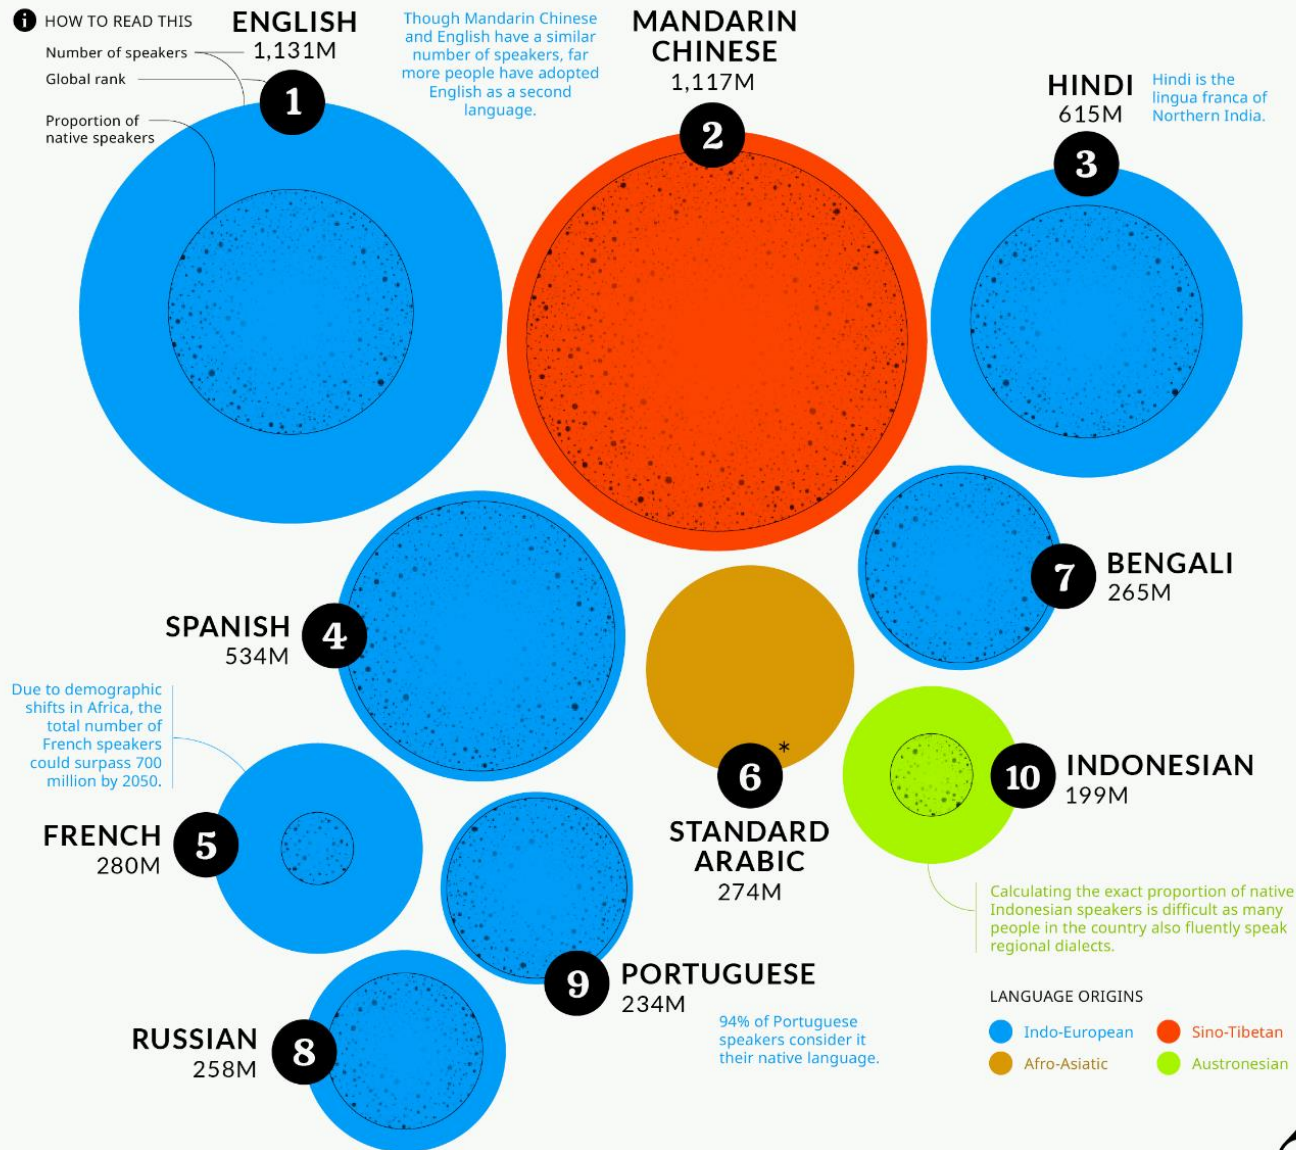 i HOW TO READ THIS
Number of speakers
Global rank
Proportion of
native speakers
ENGLISH
1,131M
1
Though Mandarin Chinese
and English have a similar
number of speakers, far
more people have adopted
English as a second
language.
MANDARIN
CHINESE
1,117M
2
HINDI
615M
3
Hindi is the
lingua franca of
Northern India.
SPANISH
534M
4
7
BENGALI
265M
Due to demographic
shifts in Africa, the
total number of
French speakers
could surpass 700
million by 2050.
FRENCH
280M
5
*
6
STANDARD
ARABIC
274M
10
INDONESIAN
199M
Calculating the exact proportion of native
Indonesian speakers is difficult as many
people in the country also fluently speak
regional dialects.
9
PORTUGUESE
234M
94% of Portuguese
speakers consider it
their native language.
RUSSIAN
258M
8
LANGUAGE ORIGINS
Indo-European
Sino-Tibetan
Afro-Asiatic
Austronesian